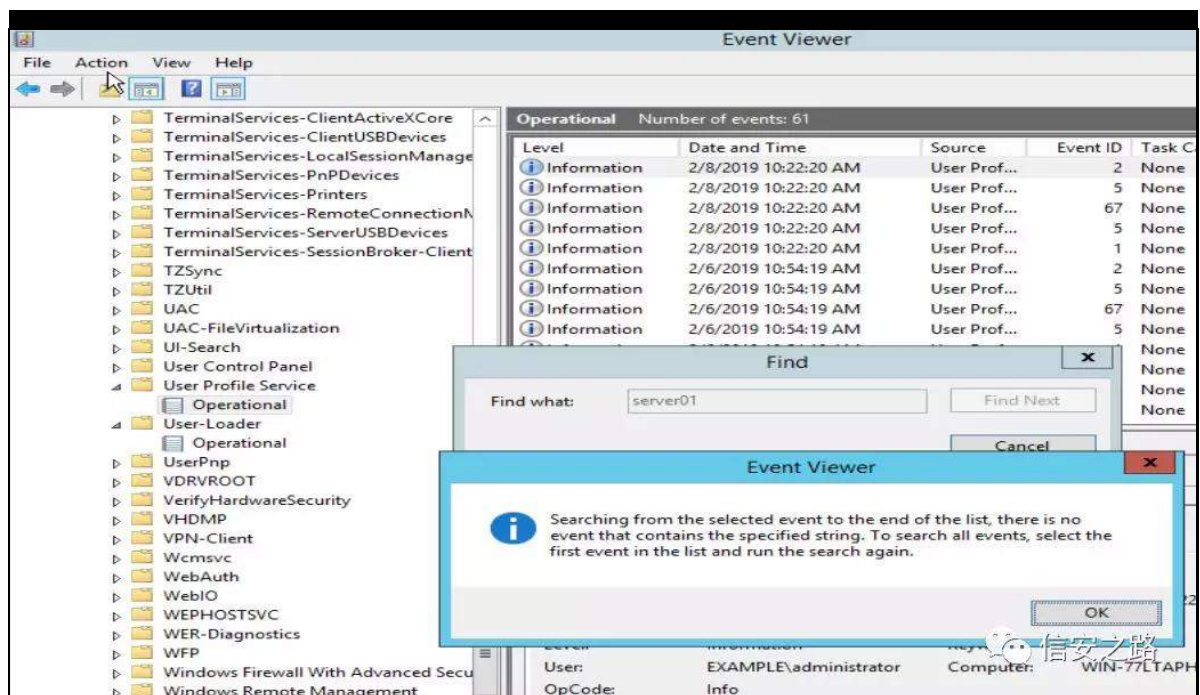 Event Viewer
File Action View Help
TerminalServices-ClientActiveXCore
TerminalServices-ClientUSBDevices
TerminalServices-LocalSessionManage
TerminalServices-PnPDevices
TerminalServices-Printers
TerminalServices-RemoteConnectionM
TerminalServices-ServerUSBDevices
TerminalServices-SessionBroker-Client
TZSync
TZUtil
UAC
UAC-FileVirtualization
UI-Search
User Control Panel
User Profile Service
Operational
User-Loader
Operational
UserPnp
VDRVROOT
VerifyHardwareSecurity
VHDMP
VPN-Client
Wcmsvc
WebAuth
WebIO
WEPHOSTSVC
WER-Diagnostics
WFP
Windows Firewall With Advanced Secu
Windows Remote Management
Operational Number of events: 61
Level Date and Time Source Event ID Task C
Information 2/8/2019 10:22:20 AM User Prof... 2 None
Information 2/8/2019 10:22:20 AM User Prof... 5 None
Information 2/8/2019 10:22:20 AM User Prof... 67 None
Information 2/8/2019 10:22:20 AM User Prof... 5 None
Information 2/8/2019 10:22:20 AM User Prof... 1 None
Information 2/6/2019 10:54:19 AM User Prof... 2 None
Information 2/6/2019 10:54:19 AM User Prof... 5 None
Information 2/6/2019 10:54:19 AM User Prof... 67 None
Information 2/6/2019 10:54:19 AM User Prof... 5 None
None
None
None
None
Find
Find what: server01 Find Next
Cancel
Event Viewer
Searching from the selected event to the end of the list, there is no
event that contains the specified string. To search all events, select the
first event in the list and run the search again.
OK
User: EXAMPLE\administrator Computer: WIN-77LTAPH
OpCode: Info
信安之路